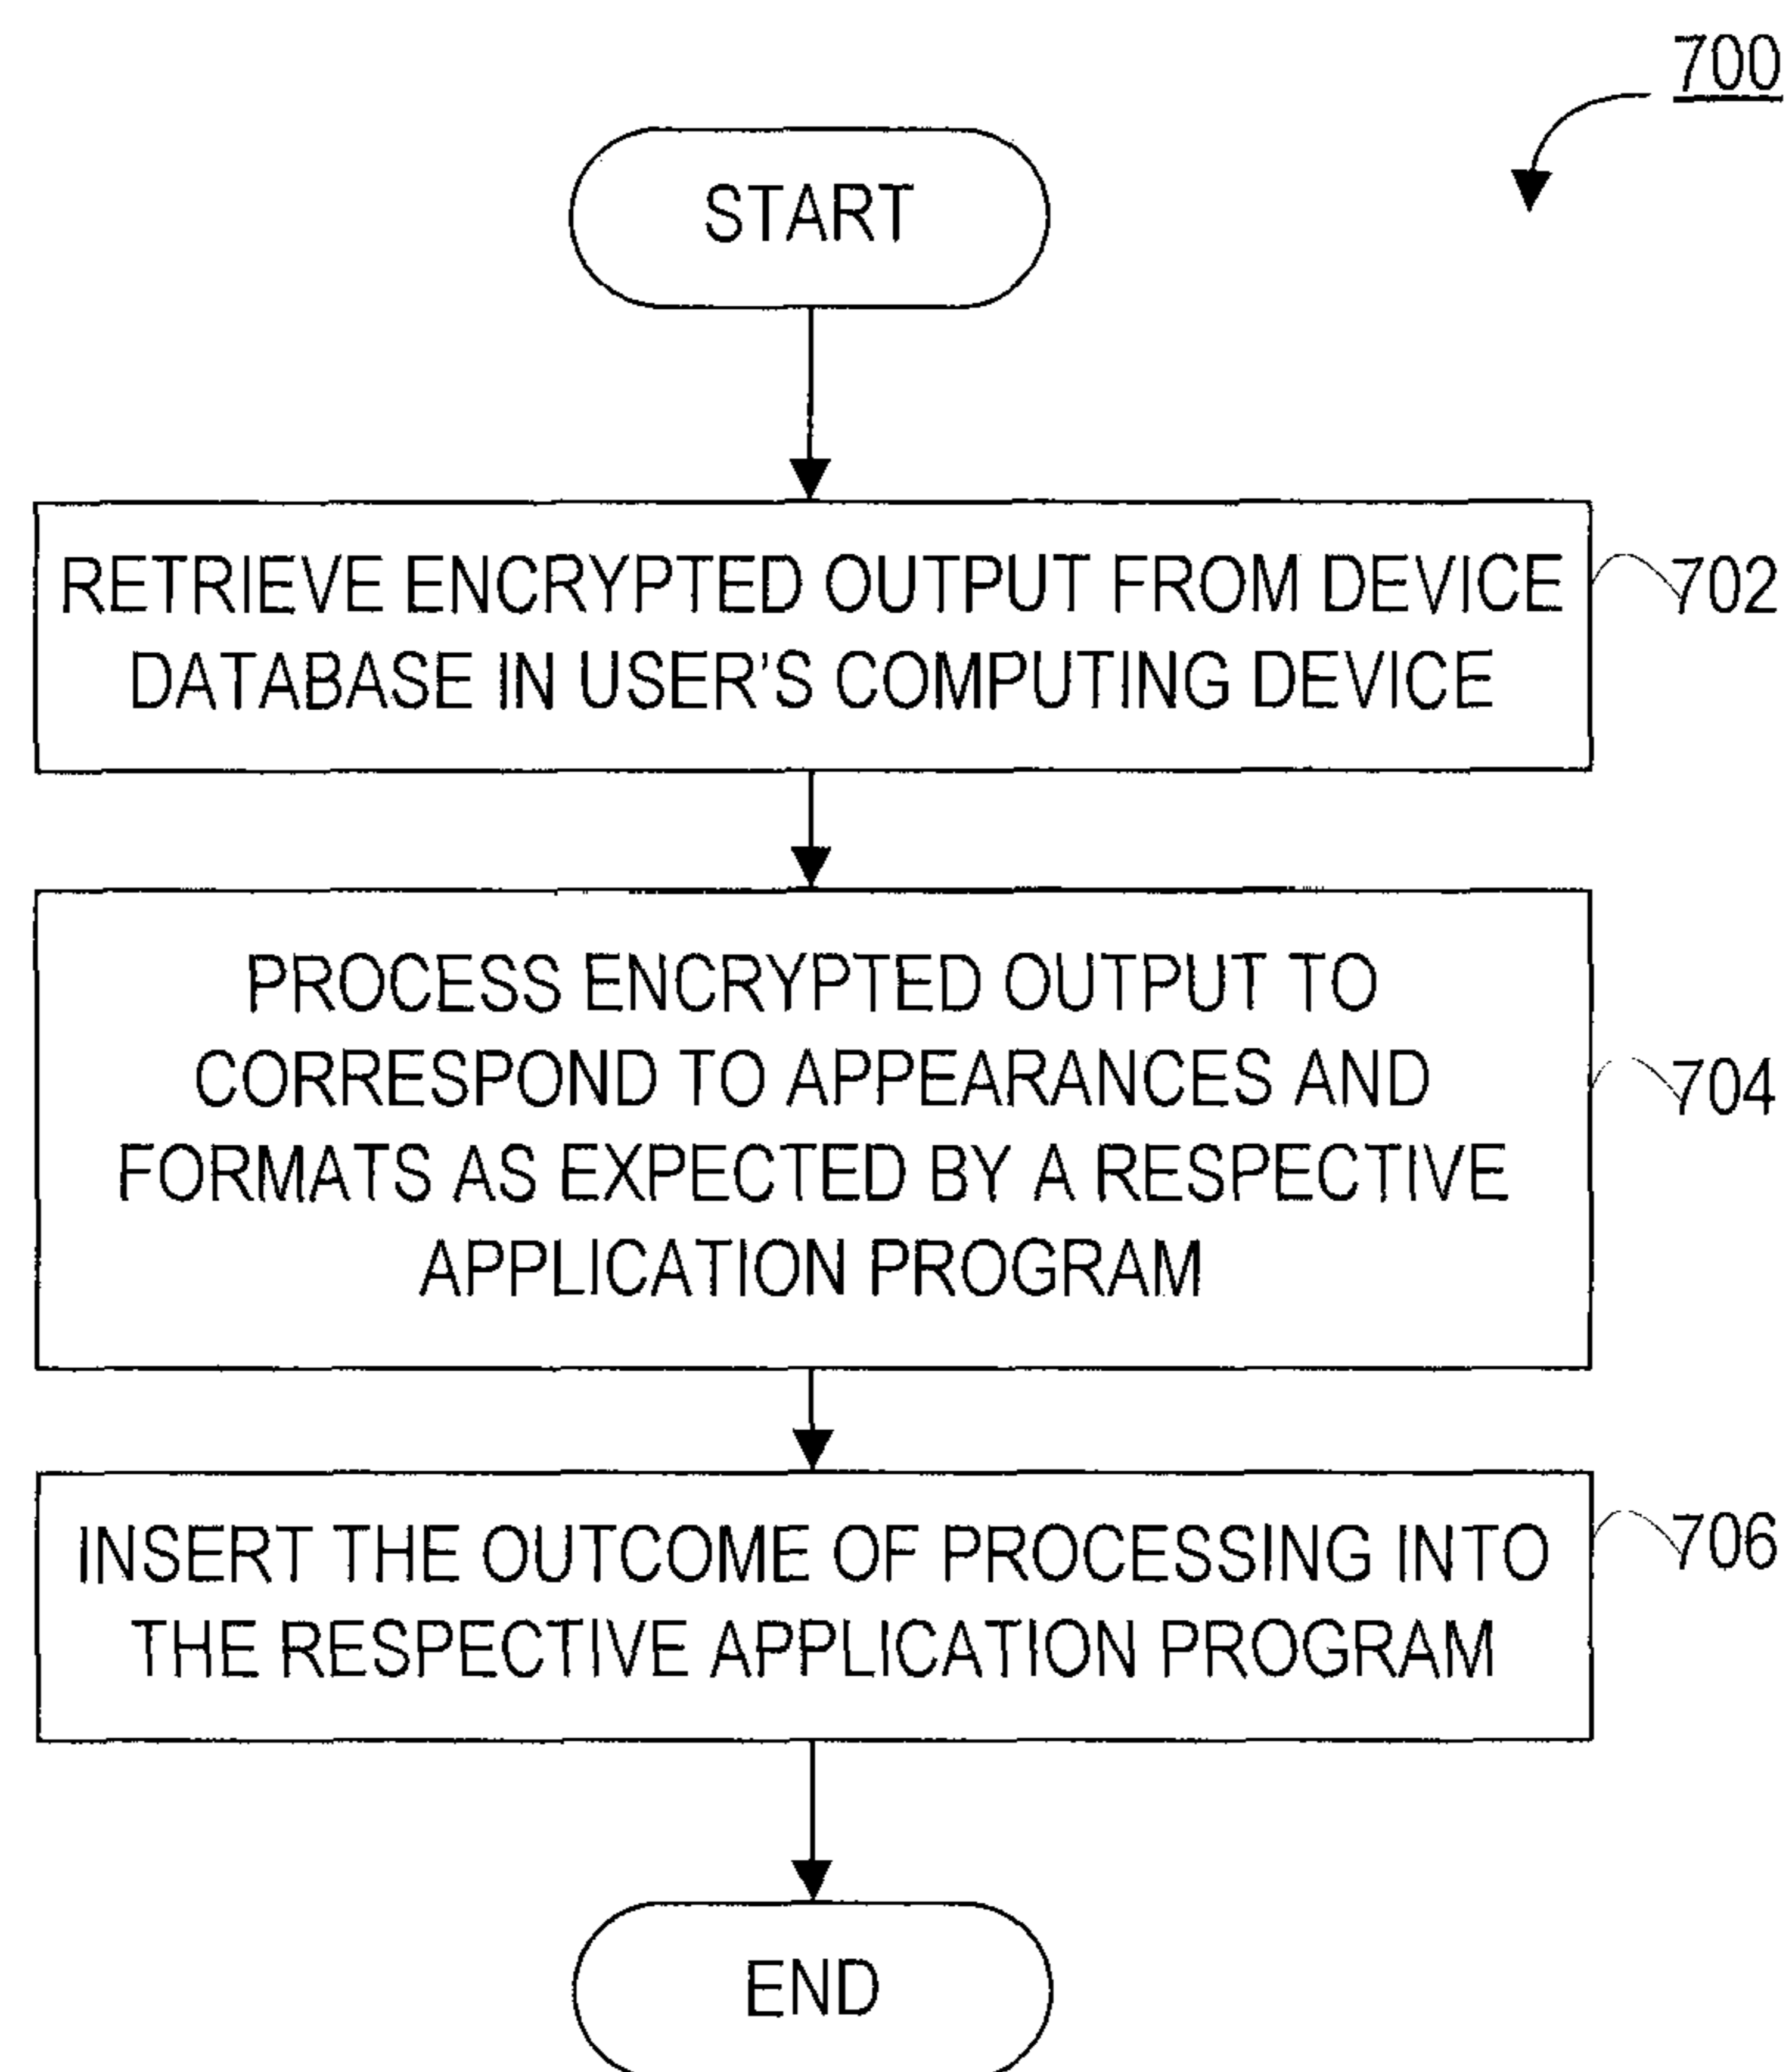 700
START
RETRIEVE ENCRYPTED OUTPUT FROM DEVICE
DATABASE IN USER’S COMPUTING DEVICE
702
PROCESS ENCRYPTED OUTPUT TO
CORRESPOND TO APPEARANCES AND
FORMATS AS EXPECTED BY A RESPECTIVE
APPLICATION PROGRAM
704
INSERT THE OUTCOME OF PROCESSING INTO
THE RESPECTIVE APPLICATION PROGRAM
706
END